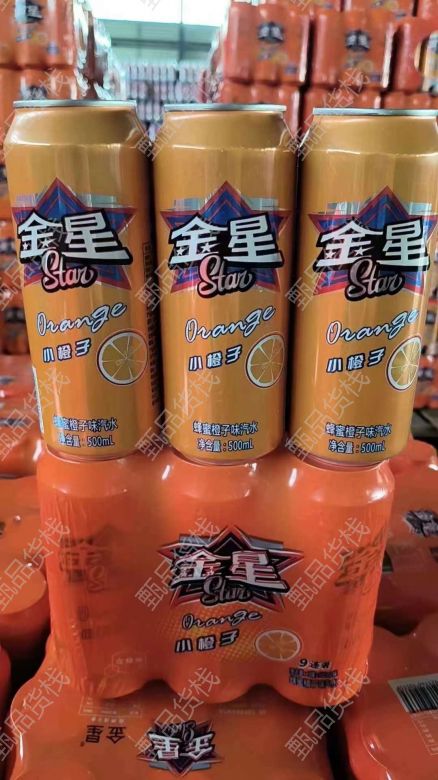 金星
Star
Orange
小橙子
蜂蜜橙子味汽水
净含量:500mL
金星
Star
Orange
小橙子
蜂蜜橙子味汽水
净含量:500mL
金星
Star
Orange
小橙子
蜂蜜橙子味汽水
净含量:500mL
金星
Star
Orange
小橙子
9连装
金星
甄品货栈